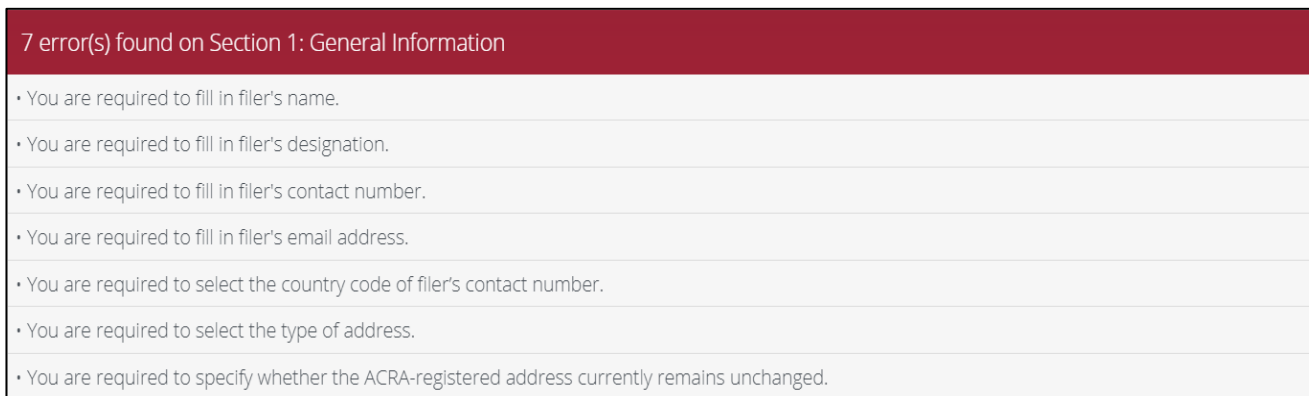 7 error(s) found on Section 1: General Information
• You are required to fill in filer's name.
• You are required to fill in filer's designation.
• You are required to fill in filer's contact number.
• You are required to fill in filer's email address.
• You are required to select the country code of filer’s contact number.
• You are required to select the type of address.
• You are required to specify whether the ACRA-registered address currently remains unchanged.